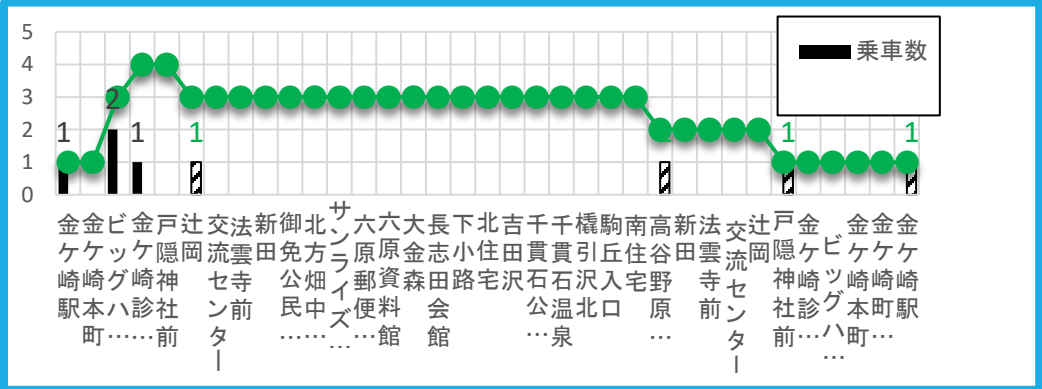 5
4
3
2
1
0
乗車数
1
2
1
1
1
1
金ケ崎駅
金ケ崎本町
ビッグハ…
金ケ崎診…
戸隠神社前
辻岡
交流センター
法雲寺前
新田
御免公民…
北方畑中
サンライズ…
六原郵便…
六原資料館
大金森
長志田会館
下小路
北住宅
吉田沢
千貫石公…
千貫石温泉
橇引沢北
駒丘入口
南住宅
高谷野原…
新田
法雲寺前
交流センター
辻岡
戸隠神社前
金ケ崎診…
ビッグハ…
金ケ崎本町
金ケ崎町…
金ケ崎駅